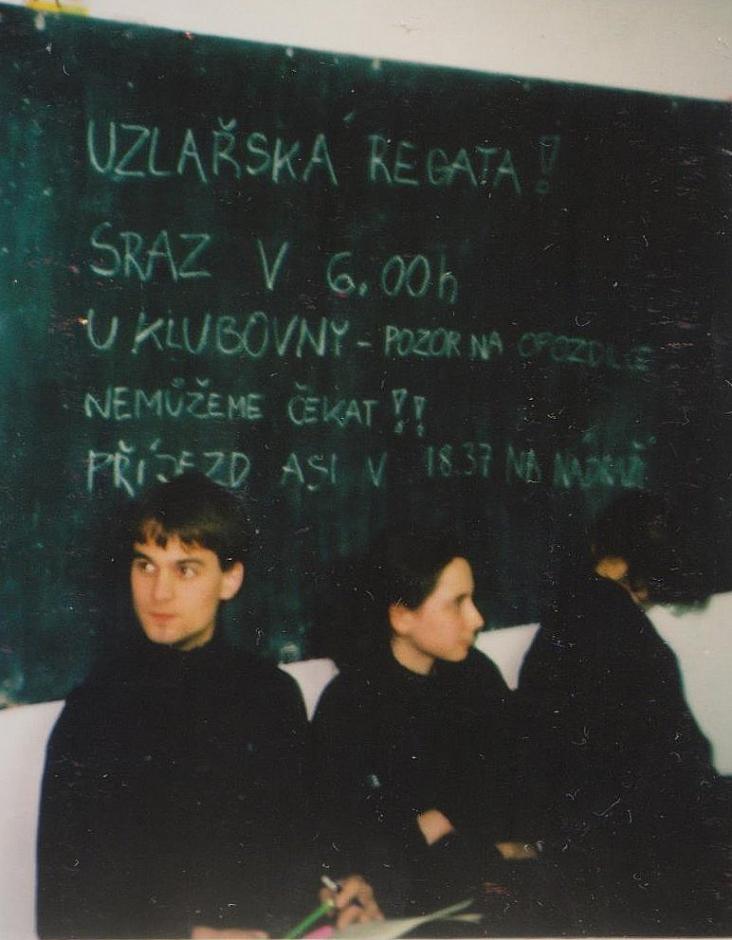 UZLAŘSKÁ REGATA!
SRAZ V 6.00h
U KLUBOVNY - POZOR NA OPOZDILCE
NEMŮŽEME ČEKAT!!
PŘÍJEZD ASI V 18.37 NA NÁDRAŽÍ